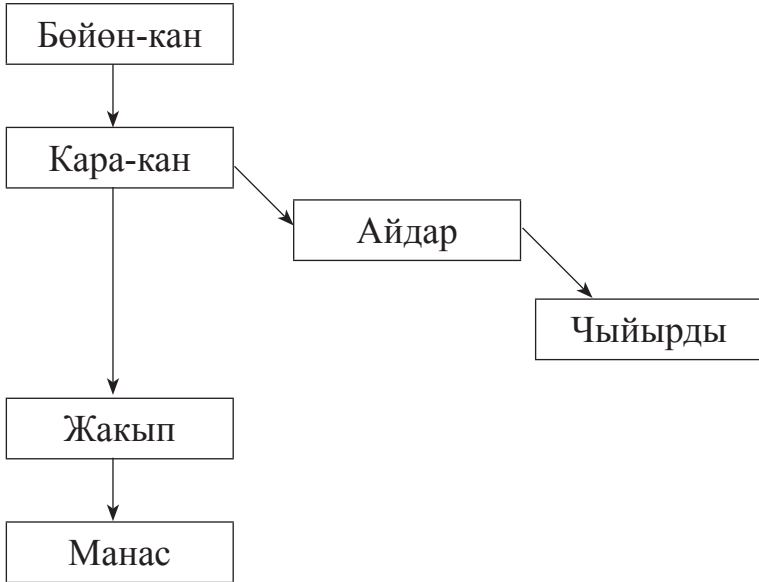 Бөйөн-кан
Кара-кан
Айдар
Чыйырды
Жакып
Манас